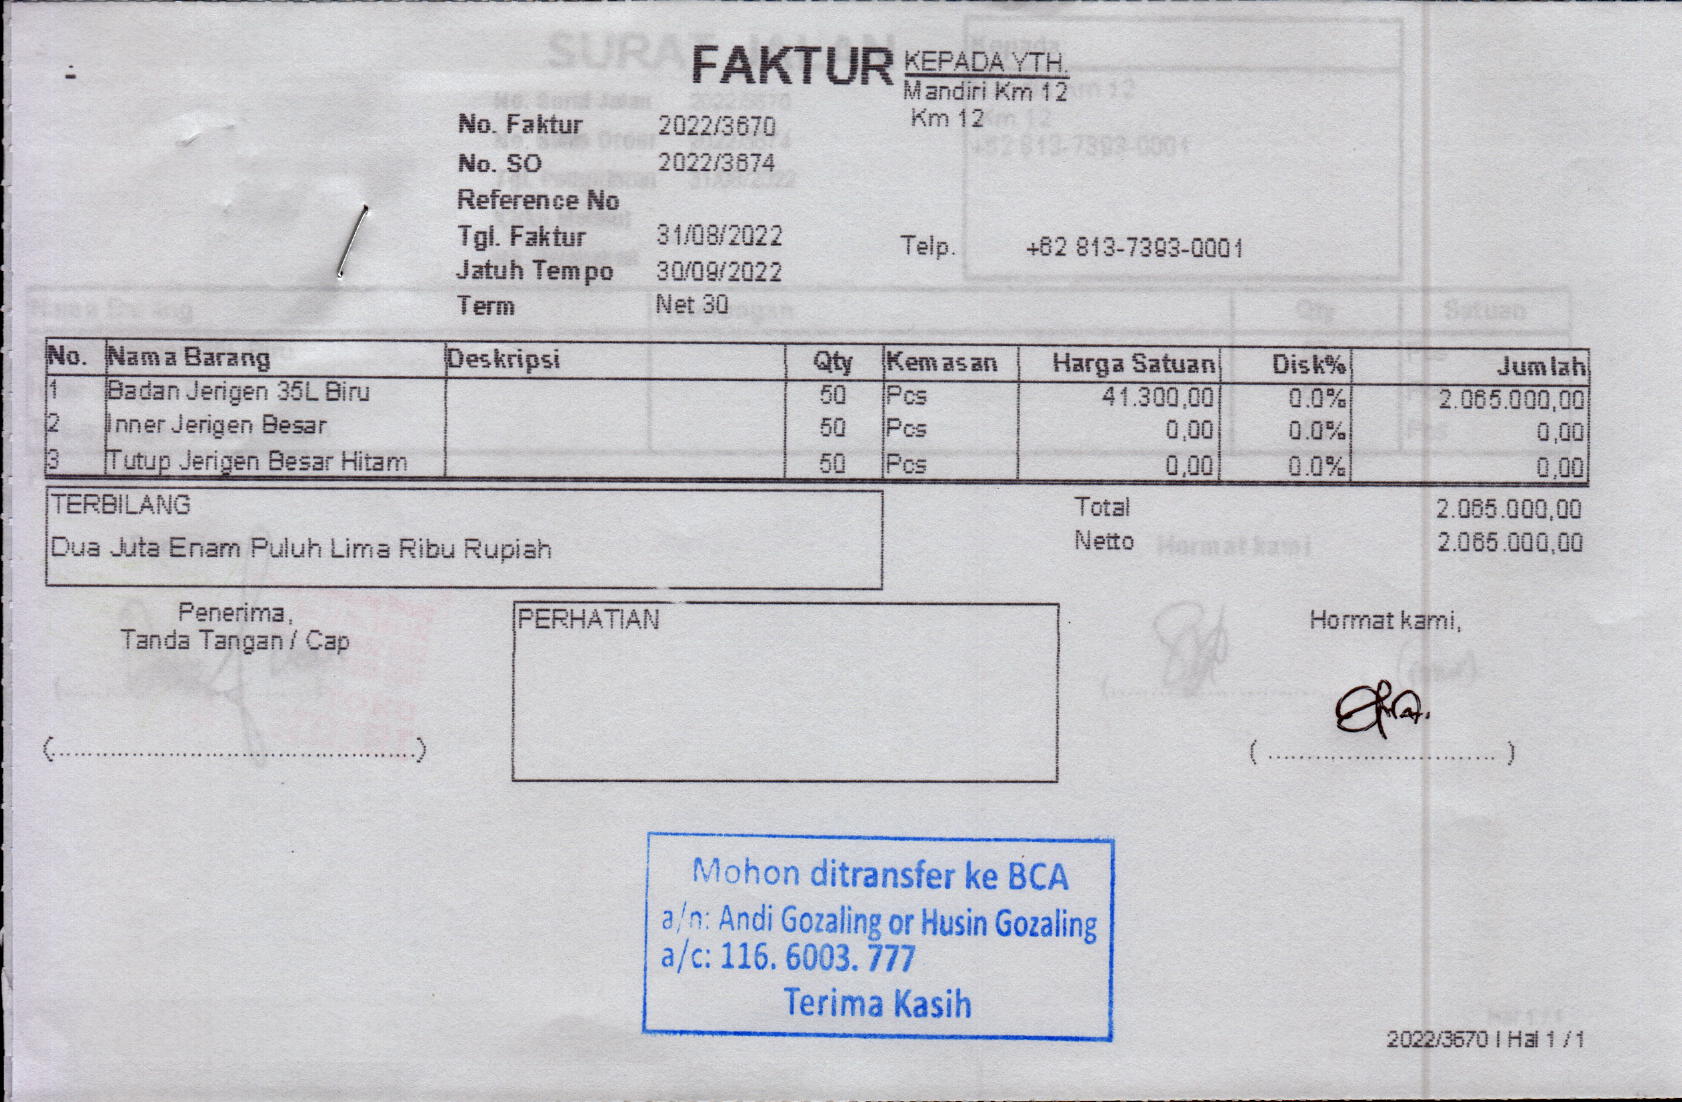 FAKTUR
KEPADA YTH.
Mandiri Km 12
Km 12
No. Faktur 2022/3670
No. SO 2022/3674
Reference No
Tgl. Faktur 31/08/2022
Jatuh Tempo 30/09/2022
Term Net 30
Telp. +62 813-7393-0001
No. Nama Barang Deskripsi Qty Kemasan Harga Satuan Disk% Jumlah
1 Badan Jerigen 35L Biru 50 Pcs 41.300,00 0.0% 2.065.000,00
2 Inner Jerigen Besar 50 Pcs 0,00 0.0% 0,00
3 Tutup Jerigen Besar Hitam 50 Pcs 0,00 0.0% 0,00
TERBILANG
Dua Juta Enam Puluh Lima Ribu Rupiah
Total 2.065.000,00
Netto 2.065.000,00
Penerima,
Tanda Tangan / Cap
(....................................................)
PERHATIAN
Hormat kami,
( ................................. )
Mohon ditransfer ke BCA
a/n: Andi Gozaling or Husin Gozaling
a/c: 116. 6003. 777
Terima Kasih
2022/3670 | Hal 1 / 1